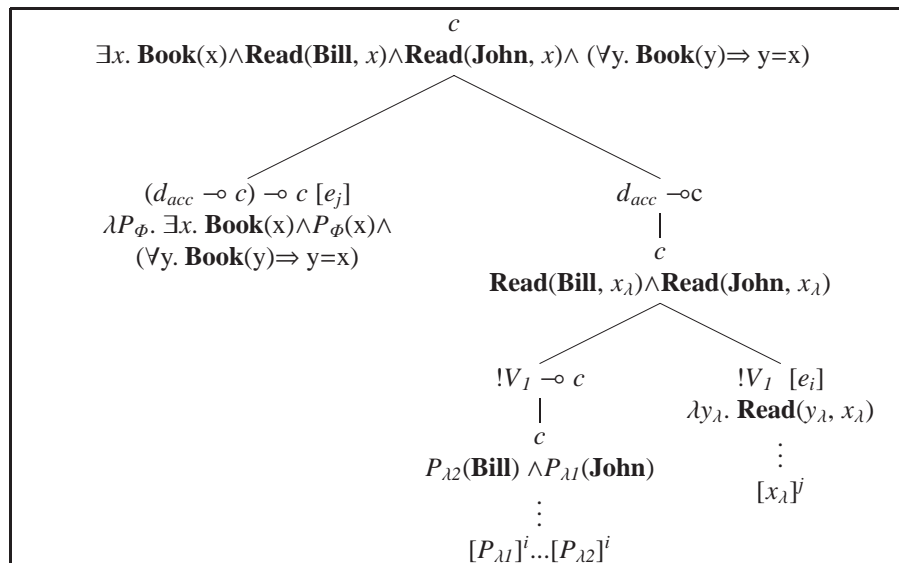 c
∃x. Book(x)∧Read(Bill, x)∧Read(John, x)∧ (∀y. Book(y)⇒ y=x)
(d_acc ⊸ c) ⊸ c [e_j]
λP_Φ. ∃x. Book(x)∧P_Φ(x)∧
(∀y. Book(y)⇒ y=x)
d_acc ⊸c
c
Read(Bill, x_λ)∧Read(John, x_λ)
!V_1 ⊸ c
c
P_λ2(Bill) ∧P_λ1(John)
⋮
[P_λ1]^i...[P_λ2]^i
!V_1 [e_i]
λy_λ. Read(y_λ, x_λ)
⋮
[x_λ]^j